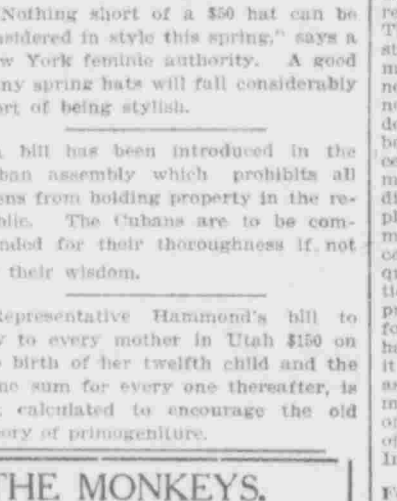 Nothing short of a $50 hat can be
sidered in style this spring," says a
w York feminie authority. A good
ny spring hats will fall considerably
ort of being stylish.
bill has been introduced in the
ban assembly which prohibits all
ens from holding property in the re-
blic. The Cubans are to be com-
nded for their thoroughness if not
their wisdom.
Representative Hammond's bill to
y to every mother in Utah $150 on
birth of her twelfth child and the
me sum for every one thereafter, is
calculated to encourage the old
ory of primogeniture.
THE MONKEYS.